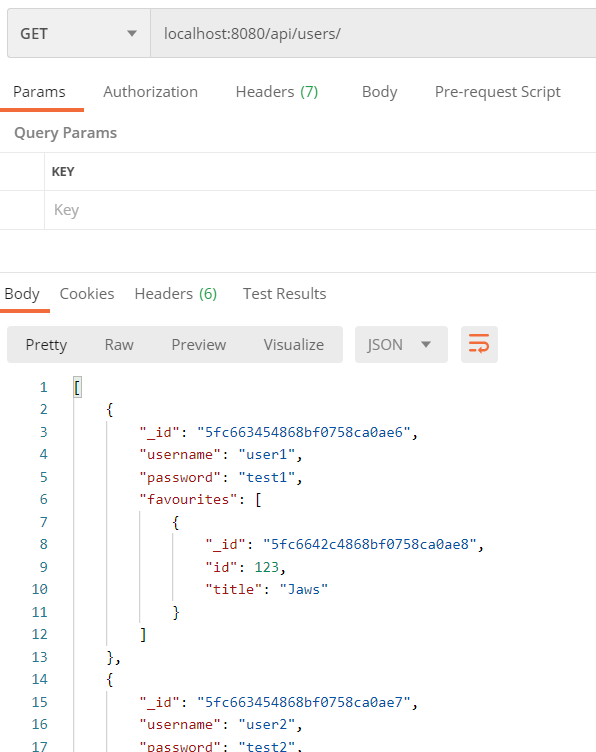 GET localhost:8080/api/users/
Params Authorization Headers (7) Body Pre-request Script
Query Params
KEY
Key
Body Cookies Headers (6) Test Results
Pretty Raw Preview Visualize JSON
1 [
2 {
3 "_id": "5fc663454868bf0758ca0ae6",
4 "username": "user1",
5 "password": "test1",
6 "favourites": [
7 {
8 "_id": "5fc6642c4868bf0758ca0ae8",
9 "id": 123,
10 "title": "Jaws"
11 }
12 ]
13 },
14 {
15 "_id": "5fc663454868bf0758ca0ae7",
16 "username": "user2",
17 "password": "test2",